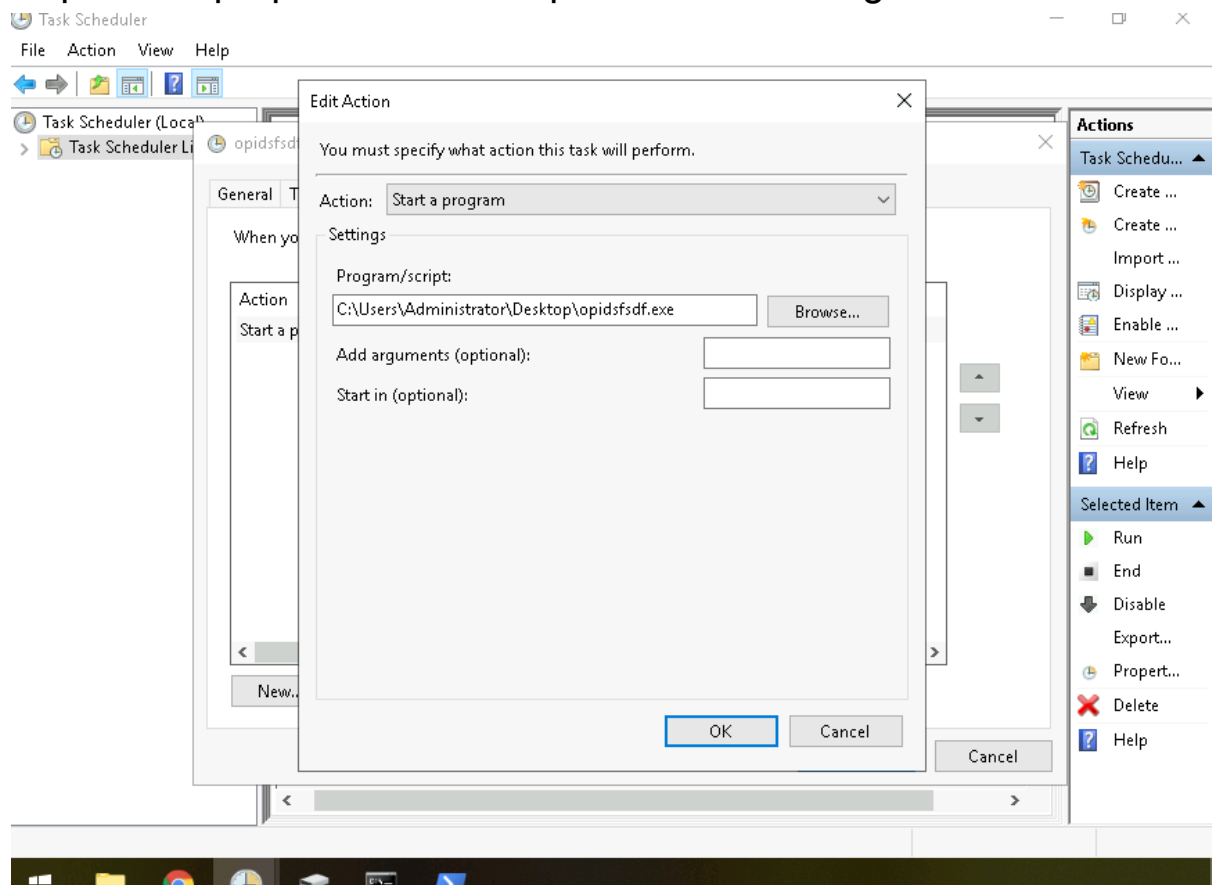 Task Scheduler
File Action View Help
Task Scheduler (Local)
Task Scheduler Li
opidsfsdf
General T
When yo
Action
Start a p
New..
Cancel
Edit Action
You must specify what action this task will perform.
Action: Start a program
Settings
Program/script:
C:\Users\Administrator\Desktop\opidsfsdf.exe
Browse...
Add arguments (optional):
Start in (optional):
OK Cancel
Actions
Task Schedu...
Create ...
Create ...
Import ...
Display ...
Enable ...
New Fo...
View
Refresh
Help
Selected Item
Run
End
Disable
Export...
Propert...
Delete
Help